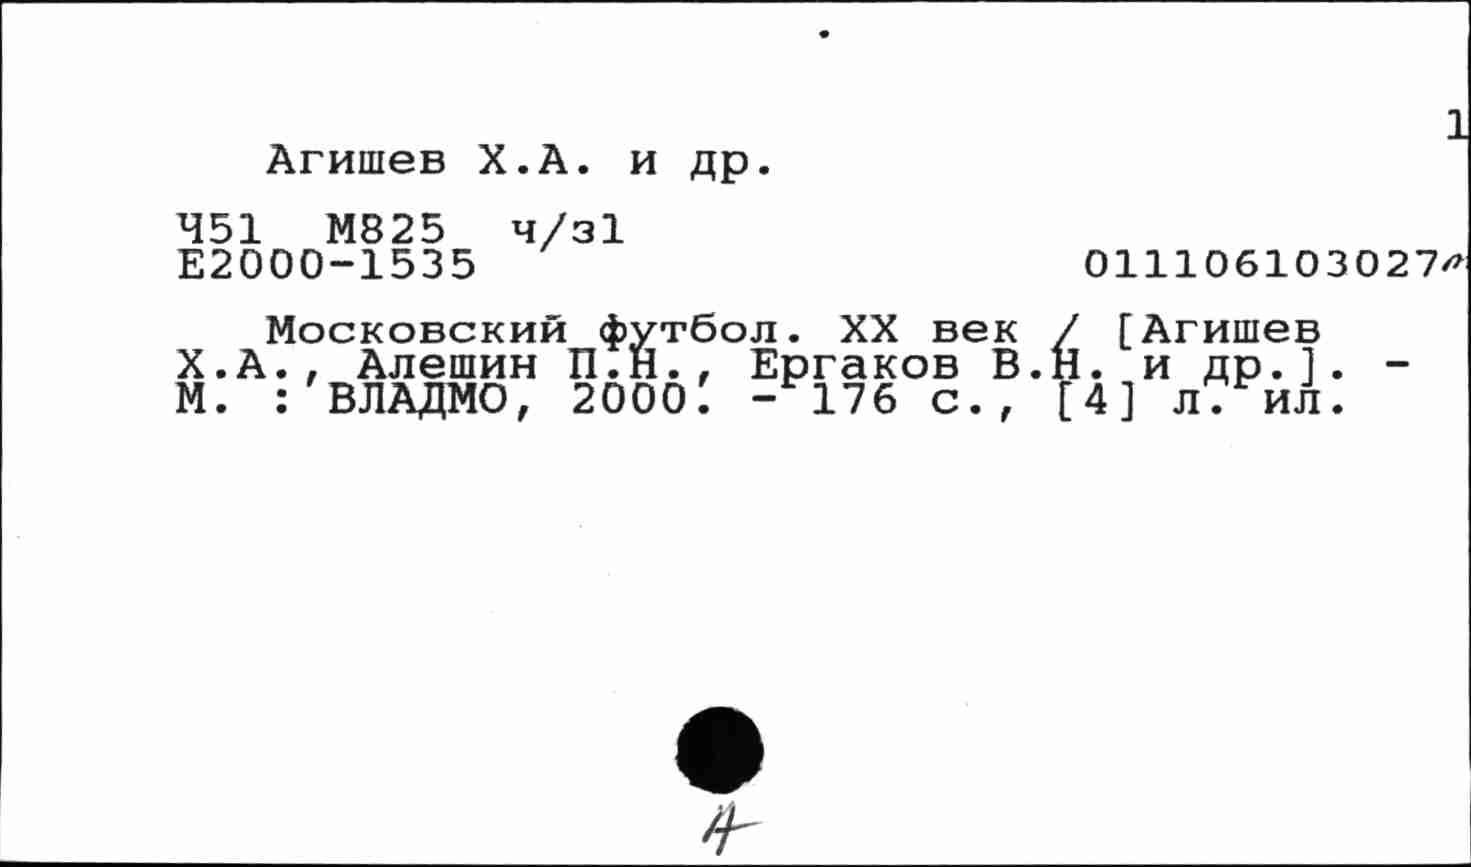 1
Агишев Х.А. и др.
Ч51 М825 ч/з1
Е2000-1535 011106103027
Московский футбол. XX век / [Агишев
Х.А., Алешин П.Н., Ергаков В.Н. и др.]. -
М. : ВЛАДМО, 2000. - 176 с., [4] л. ил.
А